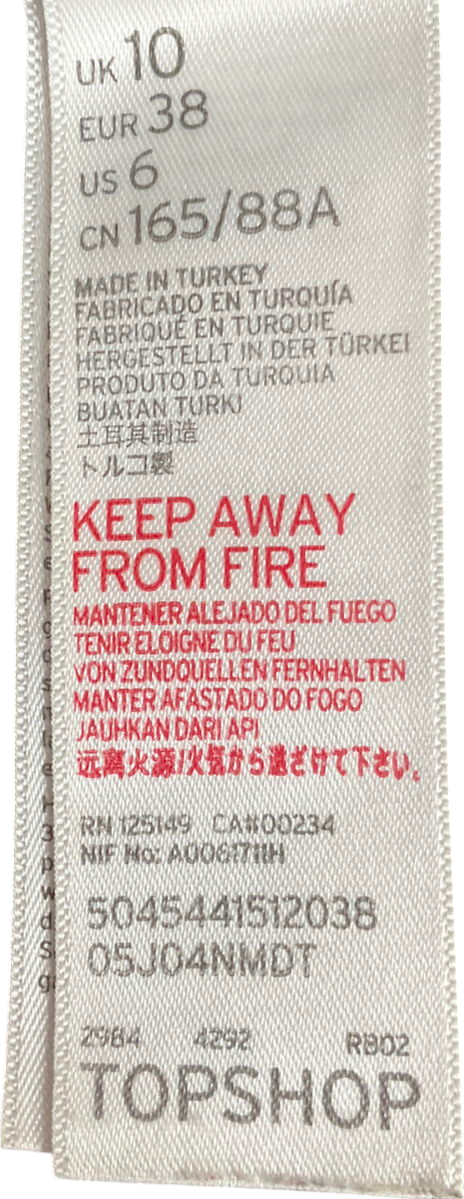 UK 10
EUR 38
US 6
CN 165/88A
MADE IN TURKEY
FABRICADO EN TURQUÍA
FABRIQUÉ EN TURQUIE
HERGESTELLT IN DER TÜRKEI
PRODUTO DA TURQUIA
BUATAN TURKI
土耳其制造
トルコ製
KEEP AWAY
FROM FIRE
MANTENER ALEJADO DEL FUEGO
TENIR ELOIGNE DU FEU
VON ZUNDQUELLEN FERNHALTEN
MANTER AFASTADO DO FOGO
JAUHKAN DARI API
远离火源/火気から遠ざけて下さい。
RN 125149 CA#00234
NIF No: A0061711H
5045441512038
05J04NMDT
2984 4292 RB02
TOPSHOP